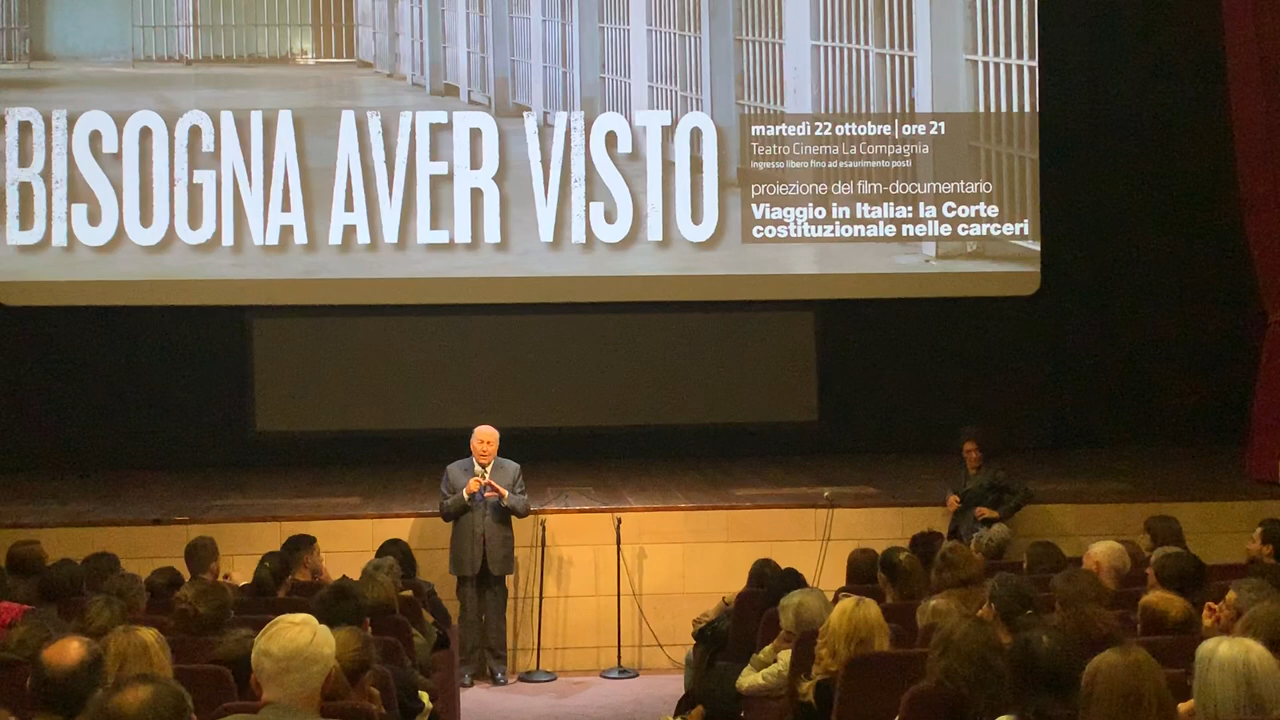 BISOGNA AVER VISTO
martedì 22 ottobre | ore 21
Teatro Cinema La Compagnia
Ingresso libero fino ad esaurimento posti
proiezione del film-documentario
Viaggio in Italia: la Corte
costituzionale nelle carceri